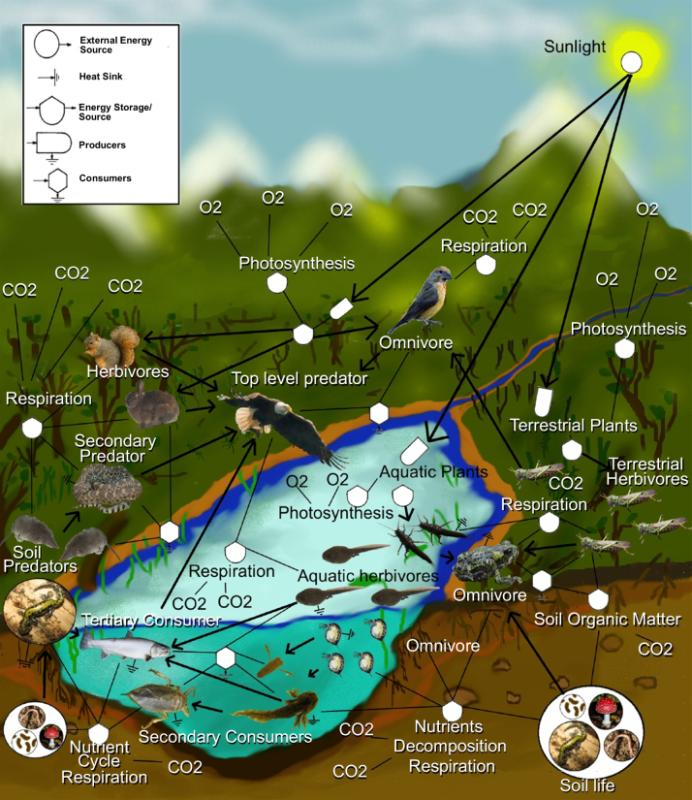 External Energy
Source
Heat Sink
Energy Storage/
Source
Producers
Consumers
Sunlight
O2
O2
O2
CO2
CO2
O2
Photosynthesis
Respiration
CO2
CO2
CO2
O2
O2
Photosynthesis
Omnivore
Herbivores
Top level predator
Respiration
Terrestrial Plants
Secondary
Predator
Aquatic Plants
Terrestrial
Herbivores
O2
O2
CO2
Photosynthesis
Respiration
Soil
Predators
Respiration
Aquatic herbivores
CO2
CO2
Omnivore
Tertiary Consumer
Soil Organic Matter
Omnivore
CO2
Secondary Consumers
CO2
Nutrients
Decomposition
Respiration
Nutrient
Cycle
Respiration
CO2
CO2
Soil life